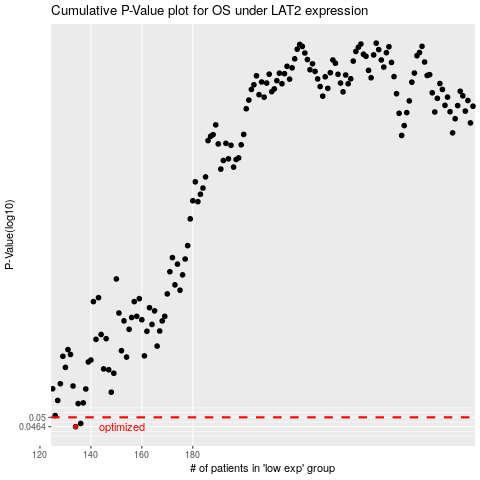 Cumulative P-Value plot for OS under LAT2 expression
P-Value(log10)
0.05
0.0464
optimized
120 140 160 180
# of patients in 'low exp' group